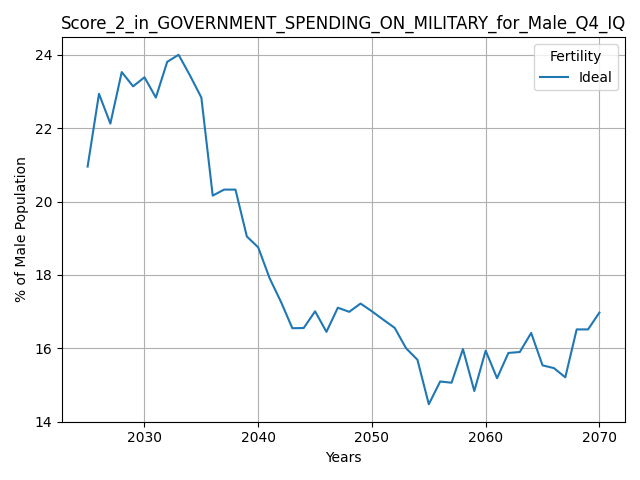 Score_2_in_GOVERNMENT_SPENDING_ON_MILITARY_for_Male_Q4_IQ
Fertility
Ideal
24
22
20
18
16
14
% of Male Population
2030 2040 2050 2060 2070
Years